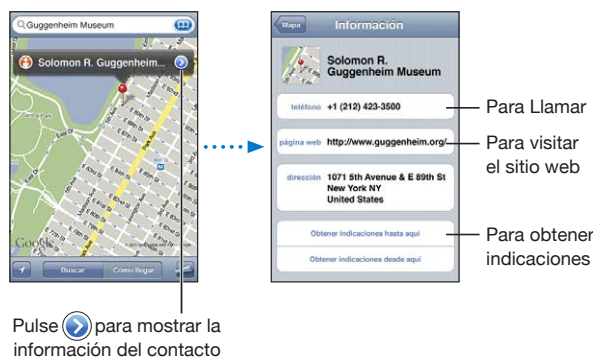 Guggenheim Museum
Solomon R. Guggenheim...
Google
Buscar
Cómo llegar
Pulse para mostrar la
información del contacto
Mapa
Información
Solomon R.
Guggenheim Museum
teléfono +1 (212) 423-3500
página web http://www.guggenheim.org/
dirección 1071 5th Avenue & E 89th St
New York NY
United States
Obtener indicaciones hasta aquí
Obtener indicaciones desde aquí
Para Llamar
Para visitar
el sitio web
Para obtener
indicaciones